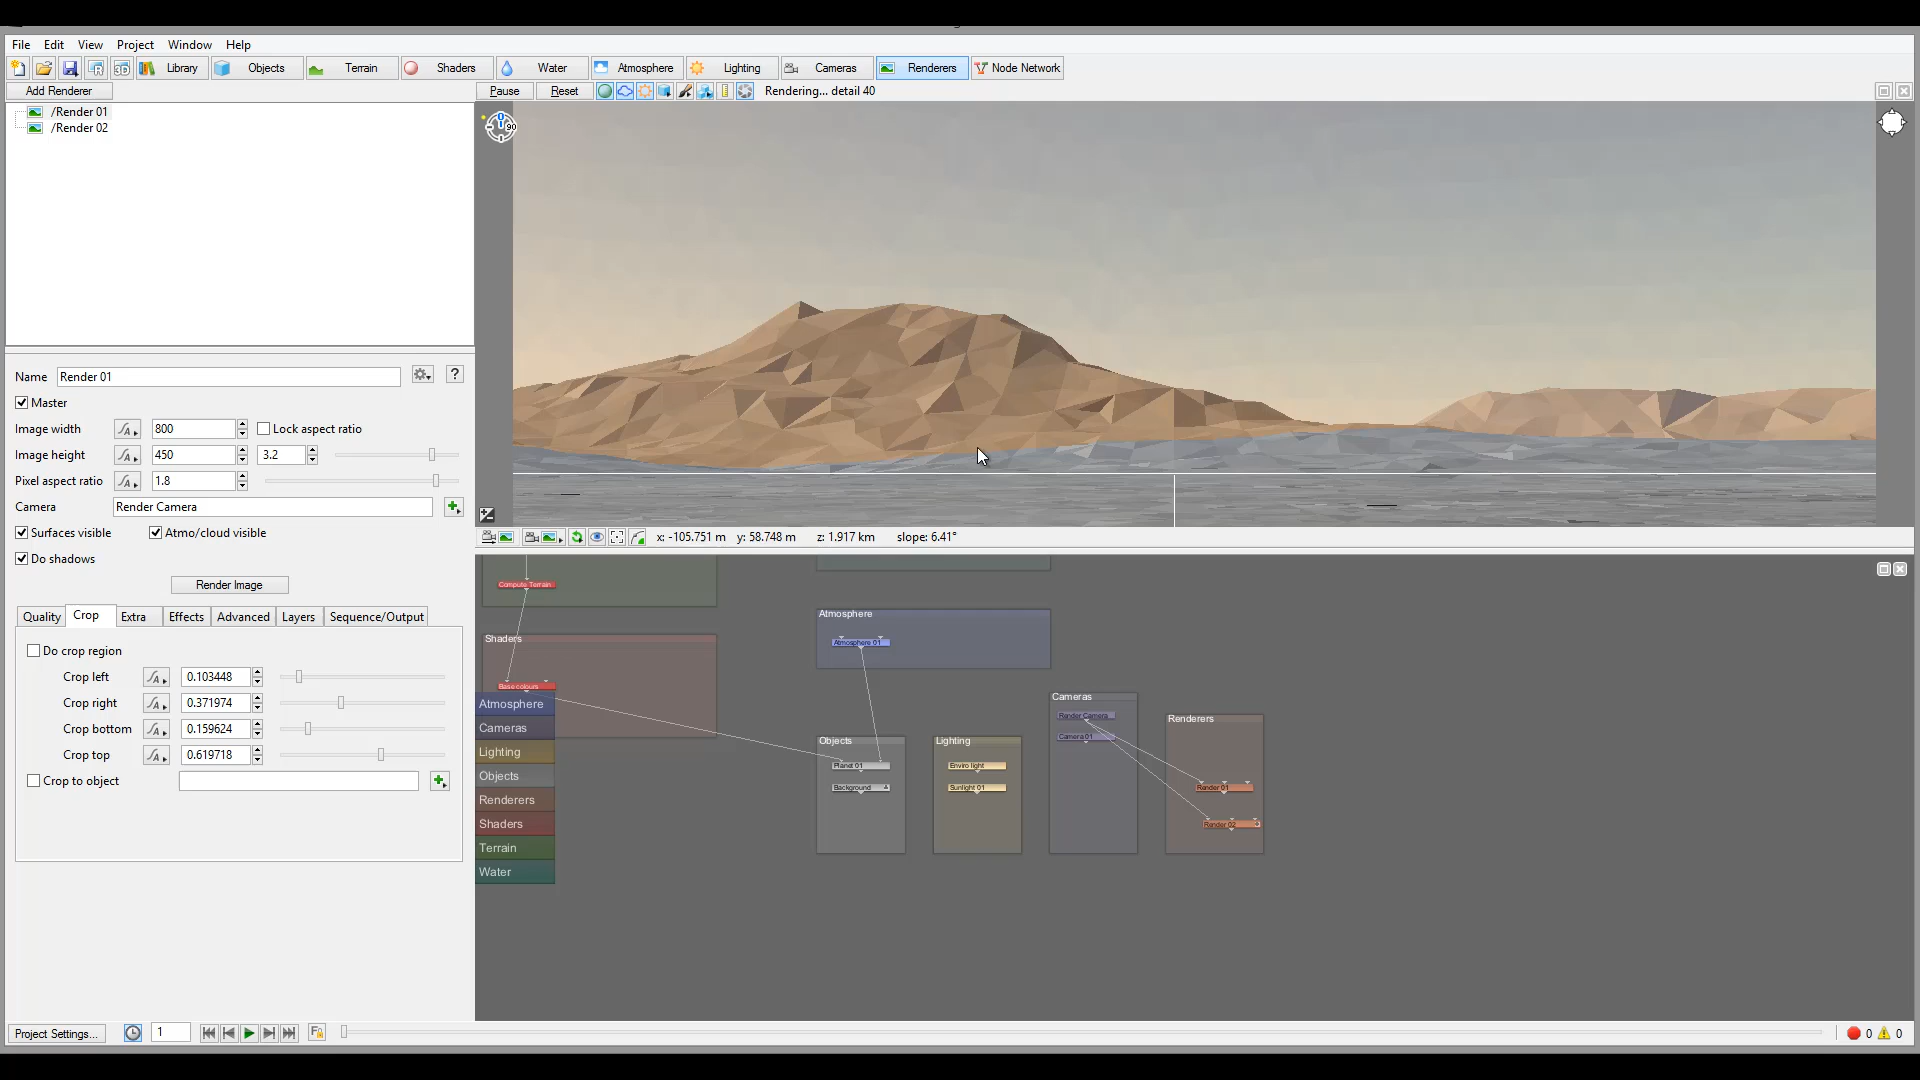 File Edit View Project Window Help
Library Objects Terrain Shaders Water Atmosphere Lighting Cameras Renderers Node Network
Add Renderer Pause Reset Rendering... detail 40
/Render 01
/Render 02
90
Name Render 01 ?
Master
Image width 800 Lock aspect ratio
Image height 450 3.2
Pixel aspect ratio 1.8
Camera Render Camera
Surfaces visible Atmo/cloud visible
x: -105.751 m y: 58.748 m z: 1.917 km slope: 6.41°
Do shadows
Render Image
Quality Crop Extra Effects Advanced Layers Sequence/Output
Do crop region
Crop left 0.103448
Crop right 0.371974
Crop bottom 0.159624
Crop top 0.619718
Crop to object
Compute Terrain
Shaders
Base colours
Atmosphere
Atmosphere 01
Atmosphere
Cameras
Lighting
Objects
Renderers
Shaders
Terrain
Water
Objects
Planet 01
Background
Lighting
Enviro light
Sunlight 01
Cameras
Render Camera
Camera 01
Renderers
Render 01
Render 02
Project Settings... 1 0 0